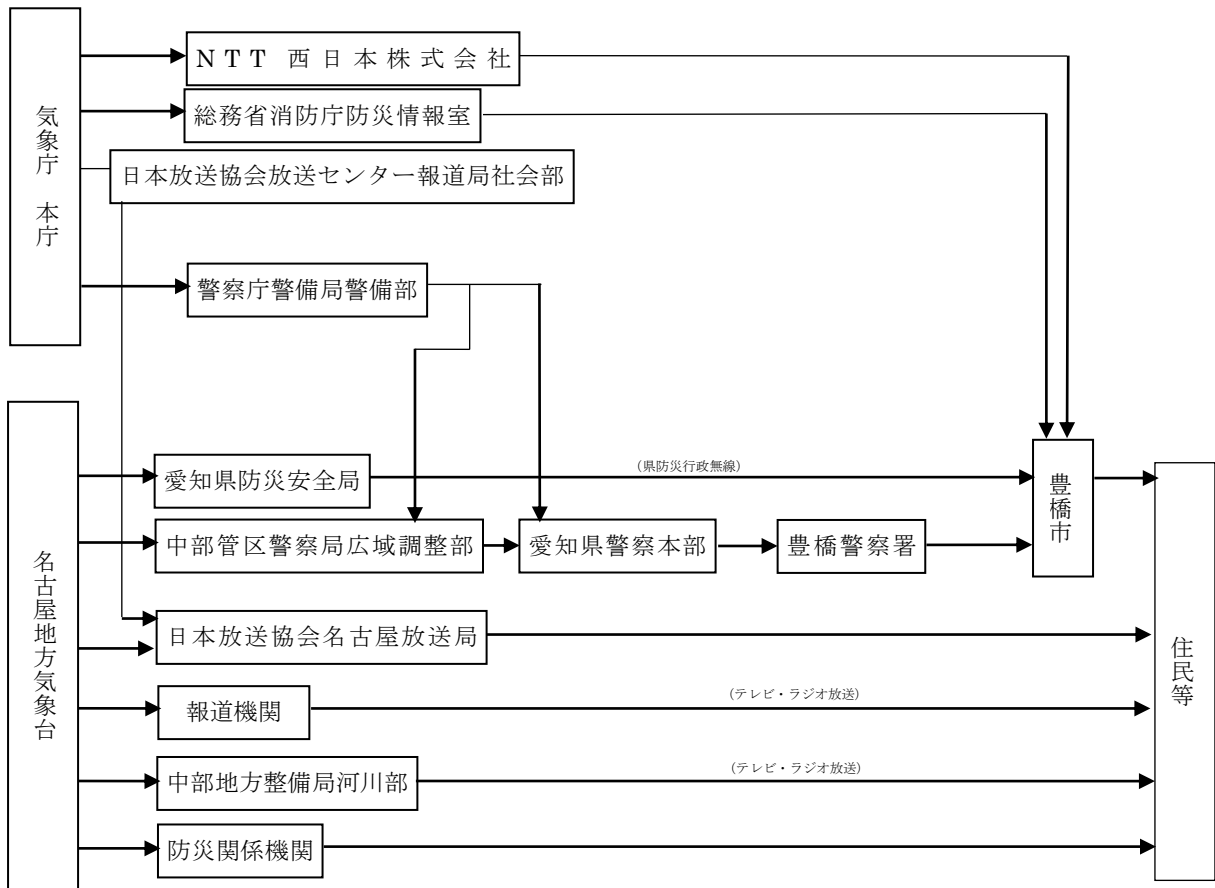 気象庁 本庁
NTT 西日本株式会社
総務省消防庁防災情報室
日本放送協会放送センター報道局社会部
警察庁警備局警備部
名古屋地方気象台
愛知県防災安全局
(県防災行政無線)
豊橋市
中部管区警察局広域調整部
愛知県警察本部
豊橋警察署
日本放送協会名古屋放送局
住民等
報道機関
(テレビ・ラジオ放送)
中部地方整備局河川部
(テレビ・ラジオ放送)
防災関係機関